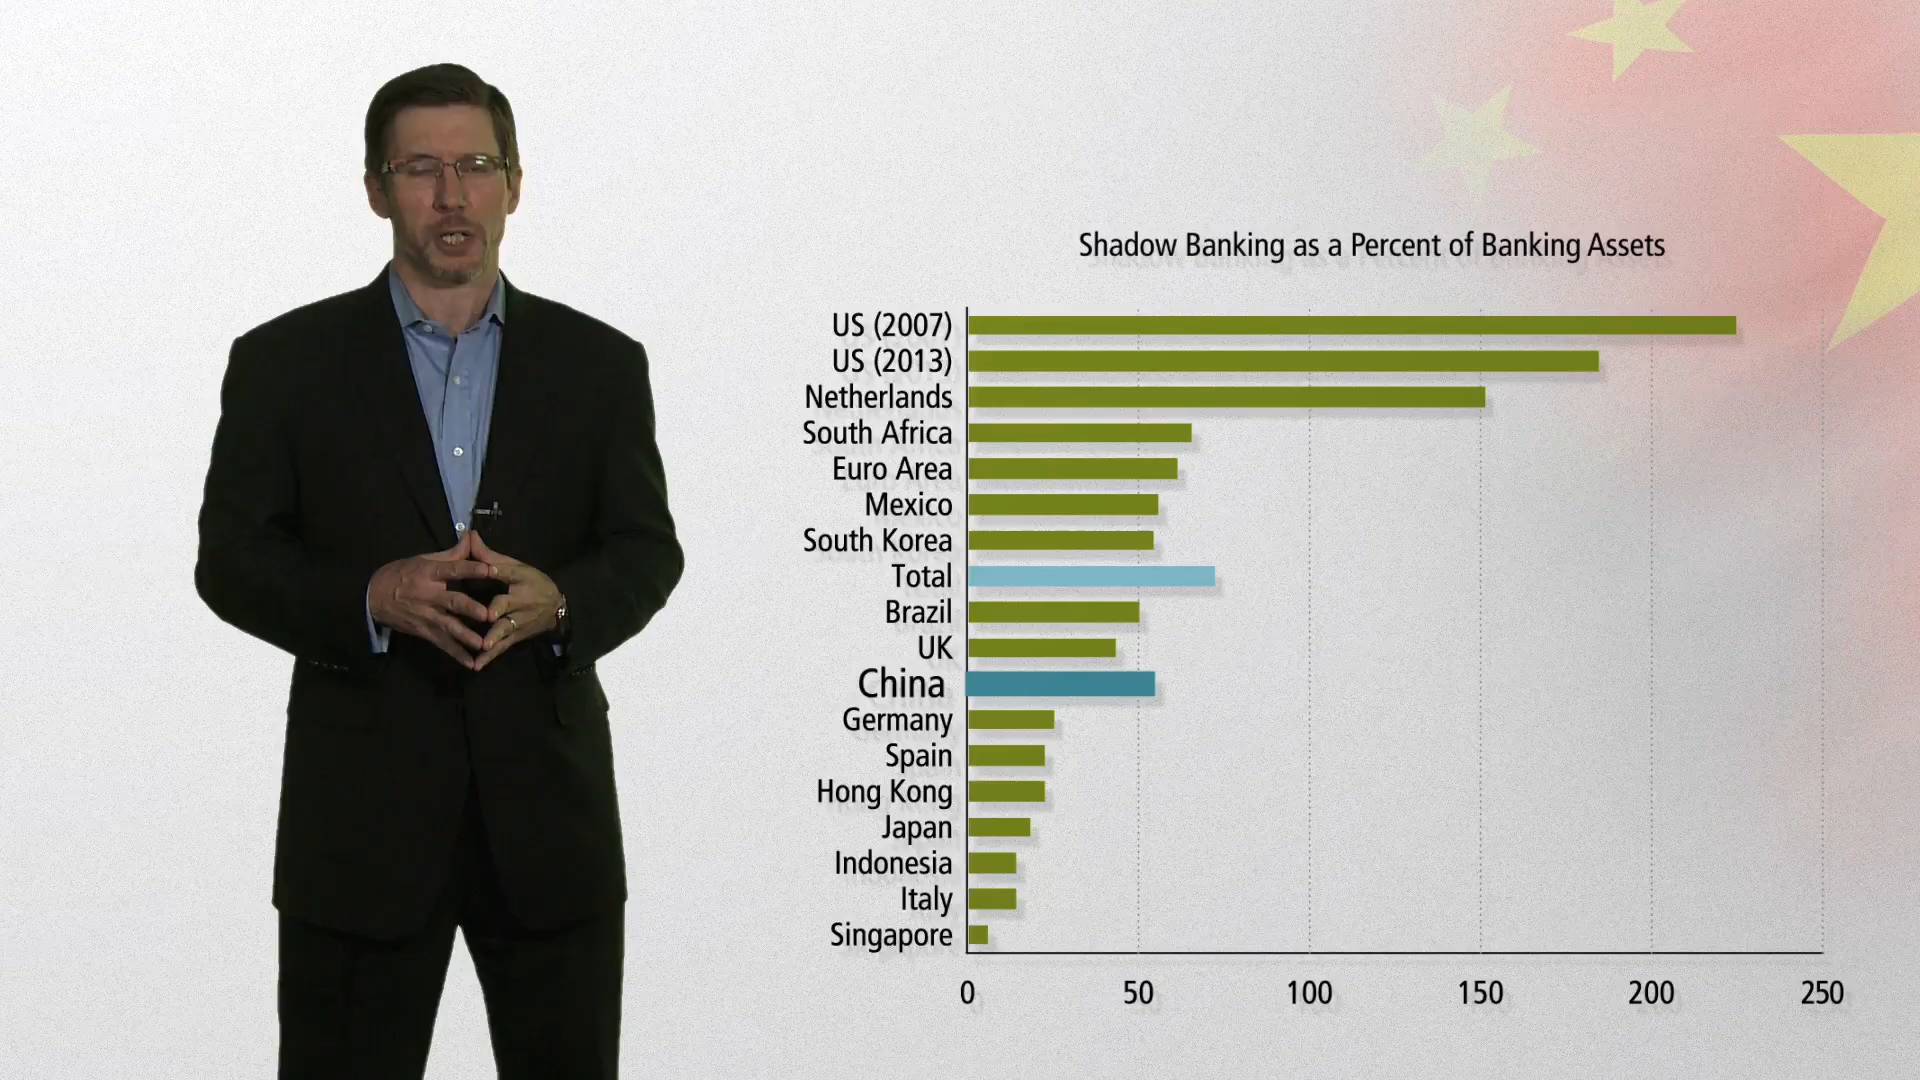 Shadow Banking as a Percent of Banking Assets
US (2007)
US (2013)
Netherlands
South Africa
Euro Area
Mexico
South Korea
Total
Brazil
UK
China
Germany
Spain
Hong Kong
Japan
Indonesia
Italy
Singapore
0 50 100 150 200 250